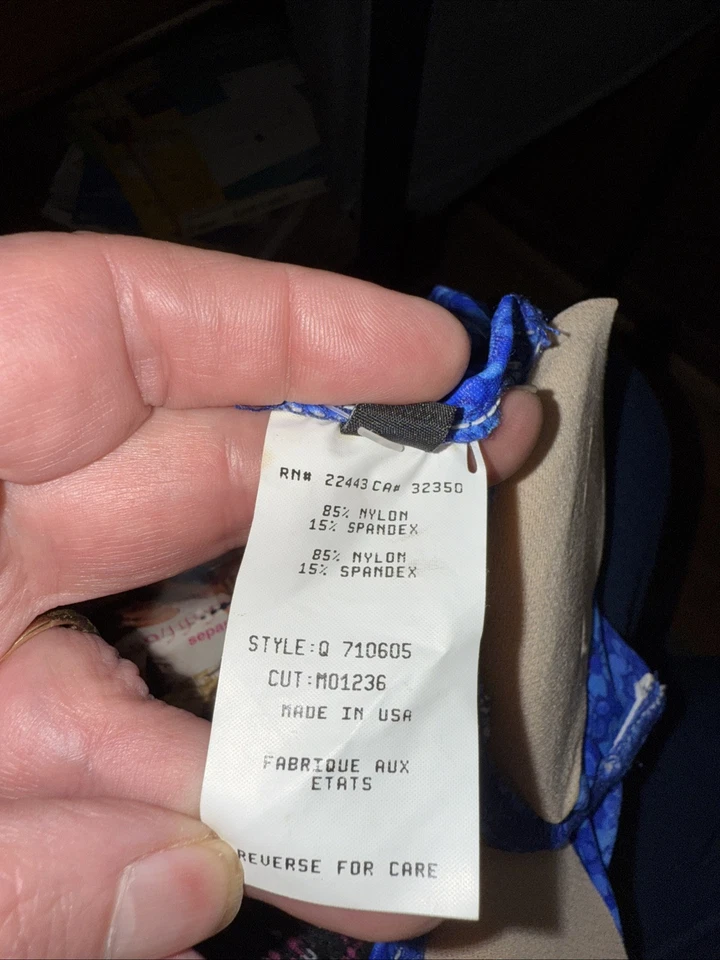 RN# 22443 CA# 32350
85% NYLON
15% SPANDEX
85% NYLON
15% SPANDEX
STYLE:Q 710605
CUT:M01236
MADE IN USA
FABRIQUE AUX
ETATS
REVERSE FOR CARE